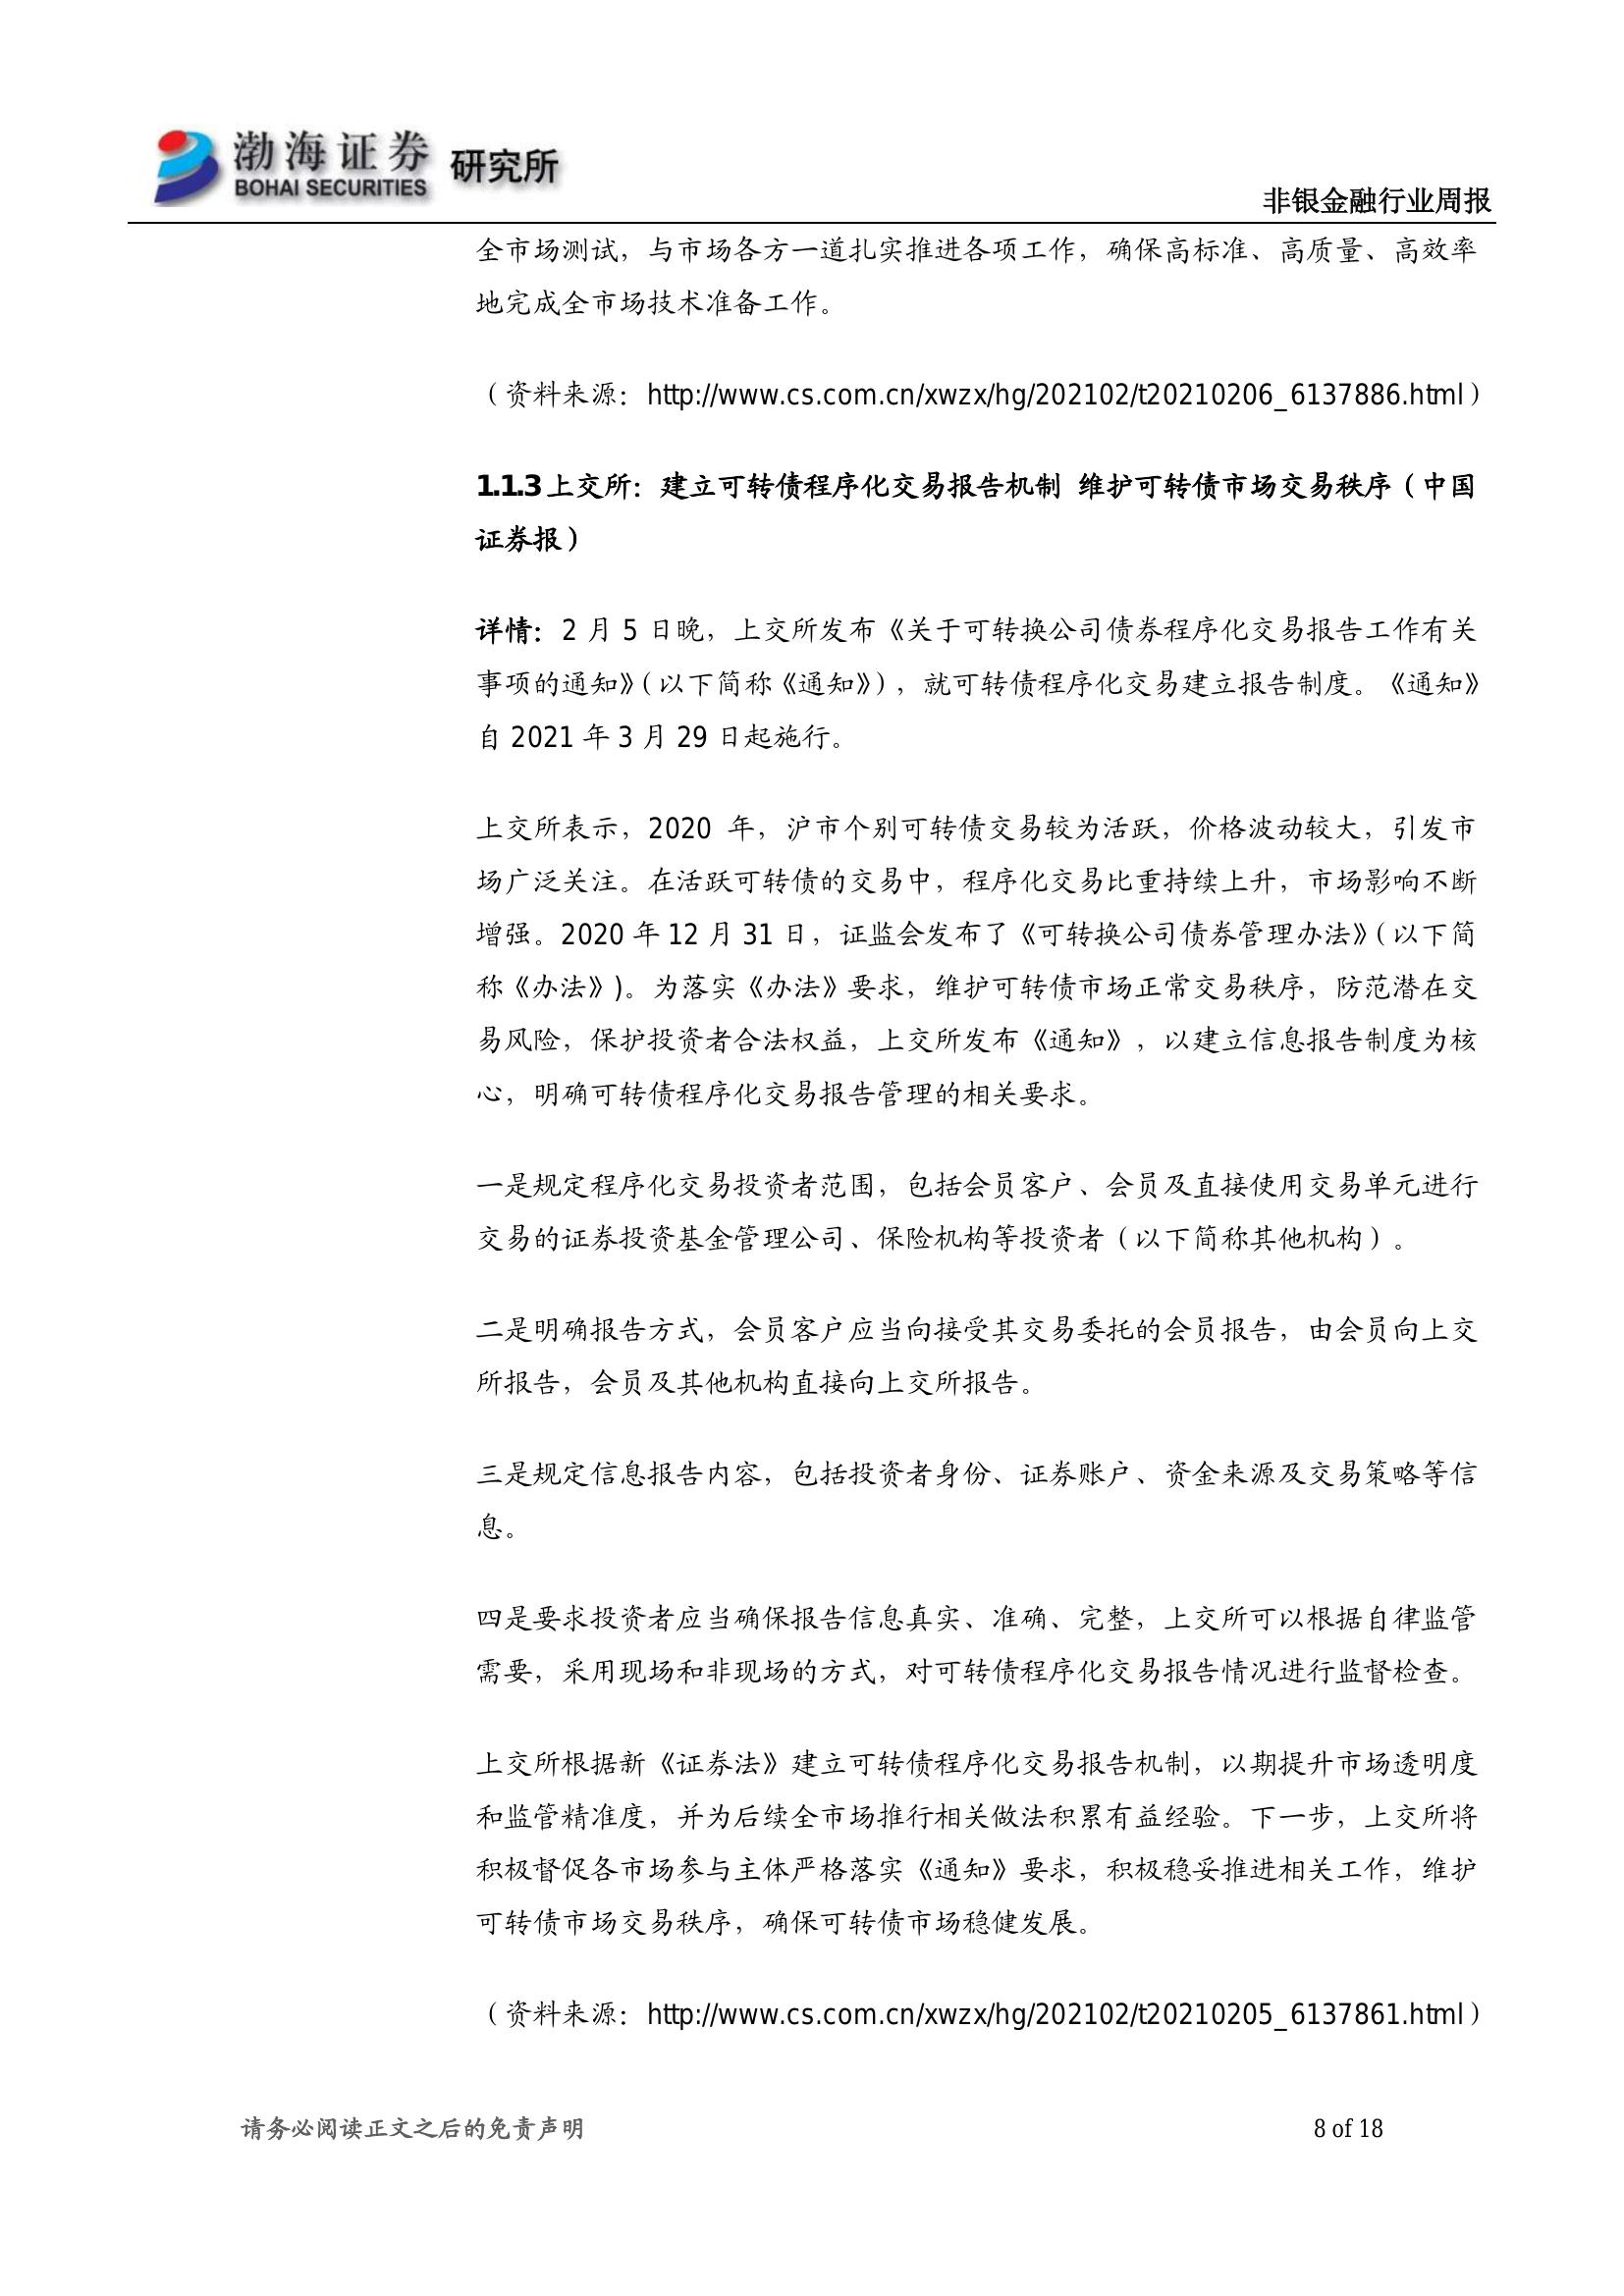 渤海证券 研究所
BOHAI SECURITIES
非银金融行业周报
全市场测试，与市场各方一道扎实推进各项工作，确保高标准、高质量、高效率
地完成全市场技术准备工作。
（资料来源：http://www.cs.com.cn/xwzx/hg/202102/t20210206_6137886.html）
1.1.3 上交所：建立可转债程序化交易报告机制 维护可转债市场交易秩序（中国
证券报）
详情：2 月 5 日晚，上交所发布《关于可转换公司债券程序化交易报告工作有关
事项的通知》（以下简称《通知》），就可转债程序化交易建立报告制度。《通知》
自 2021 年 3 月 29 日起施行。
上交所表示，2020 年，沪市个别可转债交易较为活跃，价格波动较大，引发市
场广泛关注。在活跃可转债的交易中，程序化交易比重持续上升，市场影响不断
增强。2020 年 12 月 31 日，证监会发布了《可转换公司债券管理办法》（以下简
称《办法》)。为落实《办法》要求，维护可转债市场正常交易秩序，防范潜在交
易风险，保护投资者合法权益，上交所发布《通知》，以建立信息报告制度为核
心，明确可转债程序化交易报告管理的相关要求。
一是规定程序化交易投资者范围，包括会员客户、会员及直接使用交易单元进行
交易的证券投资基金管理公司、保险机构等投资者（以下简称其他机构）。
二是明确报告方式，会员客户应当向接受其交易委托的会员报告，由会员向上交
所报告，会员及其他机构直接向上交所报告。
三是规定信息报告内容，包括投资者身份、证券账户、资金来源及交易策略等信
息。
四是要求投资者应当确保报告信息真实、准确、完整，上交所可以根据自律监管
需要，采用现场和非现场的方式，对可转债程序化交易报告情况进行监督检查。
上交所根据新《证券法》建立可转债程序化交易报告机制，以期提升市场透明度
和监管精准度，并为后续全市场推行相关做法积累有益经验。下一步，上交所将
积极督促各市场参与主体严格落实《通知》要求，积极稳妥推进相关工作，维护
可转债市场交易秩序，确保可转债市场稳健发展。
（资料来源：http://www.cs.com.cn/xwzx/hg/202102/t20210205_6137861.html）
请务必阅读正文之后的免责声明
8 of 18